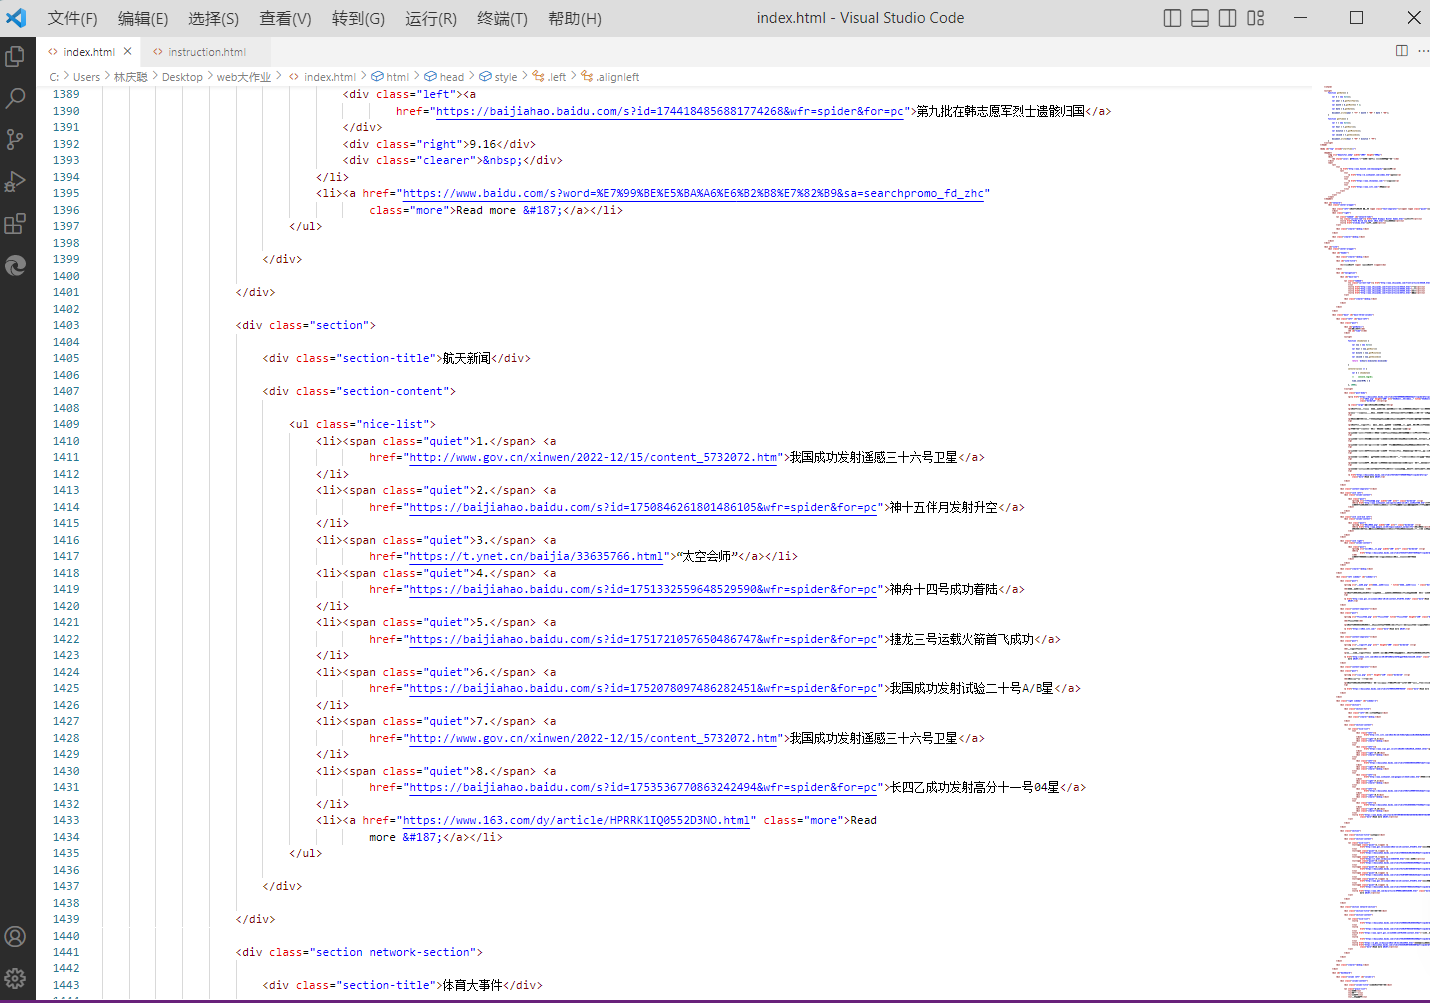 文件(F) 编辑(E) 选择(S) 查看(V) 转到(G) 运行(R) 终端(T) 帮助(H) index.html - Visual Studio Code
<> index.html × <> instruction.html
C: > Users > 林庆聪 > Desktop > web大作业 > <> index.html > html > head > style > .left > .alignleft
1389 <div class="left"><a
1390 href="https://baijiahao.baidu.com/s?id=1744184856881774268&wfr=spider&for=pc">第九批在韩志愿军烈士遗骸归国</a>
1391 </div>
1392 <div class="right">9.16</div>
1393 <div class="clearer">&nbsp;</div>
1394 </li>
1395 <li><a href="https://www.baidu.com/s?word=%E7%99%BE%E5%BA%A6%E6%B2%B8%E7%82%B9&sa=searchpromo_fd_zhc"
1396 class="more">Read more &#187;</a></li>
1397 </ul>
1398
1399 </div>
1400
1401 </div>
1402
1403 <div class="section">
1404
1405 <div class="section-title">航天新闻</div>
1406
1407 <div class="section-content">
1408
1409 <ul class="nice-list">
1410 <li><span class="quiet">1.</span> <a
1411 href="http://www.gov.cn/xinwen/2022-12/15/content_5732072.htm">我国成功发射遥感三十六号卫星</a>
1412 </li>
1413 <li><span class="quiet">2.</span> <a
1414 href="https://baijiahao.baidu.com/s?id=1750846261801486105&wfr=spider&for=pc">神十五伴月发射升空</a>
1415 </li>
1416 <li><span class="quiet">3.</span> <a
1417 href="https://t.ynet.cn/baijia/33635766.html">“太空会师”</a></li>
1418 <li><span class="quiet">4.</span> <a
1419 href="https://baijiahao.baidu.com/s?id=1751332559648529590&wfr=spider&for=pc">神舟十四号成功着陆</a>
1420 </li>
1421 <li><span class="quiet">5.</span> <a
1422 href="https://baijiahao.baidu.com/s?id=1751721057650486747&wfr=spider&for=pc">捷龙三号运载火箭首飞成功</a>
1423 </li>
1424 <li><span class="quiet">6.</span> <a
1425 href="https://baijiahao.baidu.com/s?id=1752078097486282451&wfr=spider&for=pc">我国成功发射试验二十号A/B星</a>
1426 </li>
1427 <li><span class="quiet">7.</span> <a
1428 href="http://www.gov.cn/xinwen/2022-12/15/content_5732072.htm">我国成功发射遥感三十六号卫星</a>
1429 </li>
1430 <li><span class="quiet">8.</span> <a
1431 href="https://baijiahao.baidu.com/s?id=1753536770863242494&wfr=spider&for=pc">长四乙成功发射高分十一号04星</a>
1432 </li>
1433 <li><a href="https://www.163.com/dy/article/HPRRK1IQ0552D3NO.html" class="more">Read
1434 more &#187;</a></li>
1435 </ul>
1436
1437 </div>
1438
1439 </div>
1440
1441 <div class="section network-section">
1442
1443 <div class="section-title">体育大事件</div>